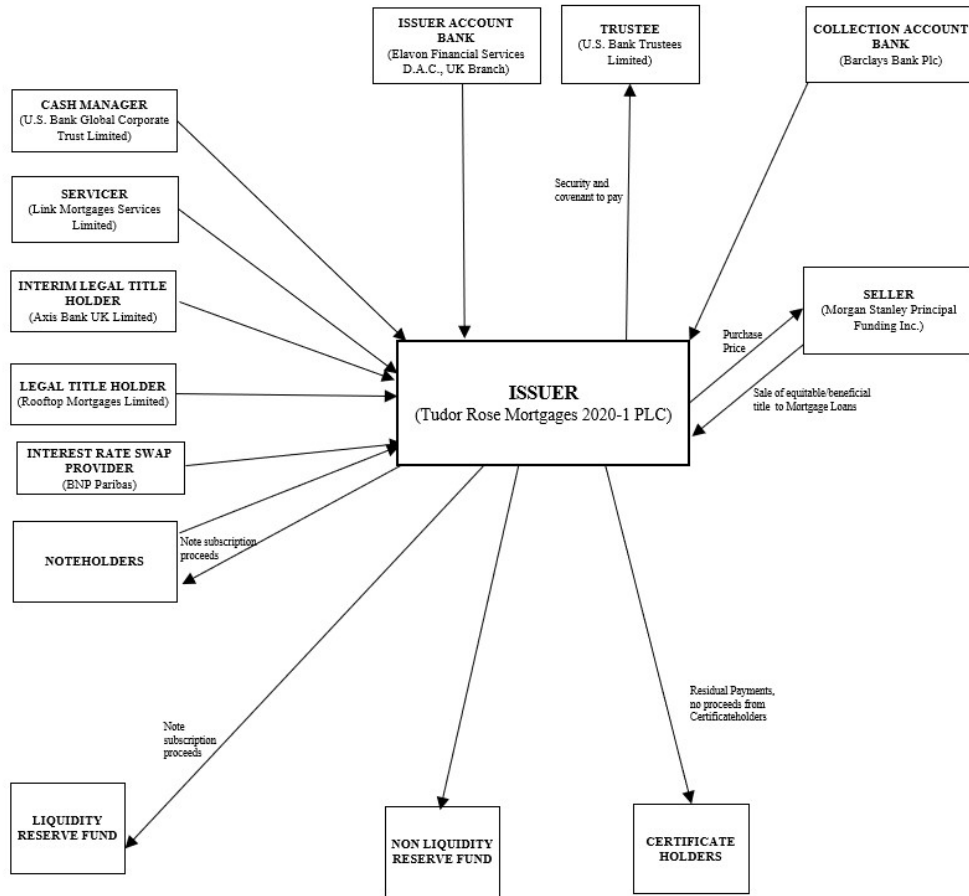 ISSUER ACCOUNT
BANK
(Elavon Financial Services
D.A.C., UK Branch)
TRUSTEE
(U.S. Bank Trustees
Limited)
COLLECTION ACCOUNT
BANK
(Barclays Bank Plc)
CASH MANAGER
(U.S. Bank Global Corporate
Trust Limited)
Security and
covenant to pay
SERVICER
(Link Mortgages Services
Limited)
INTERIM LEGAL TITLE
HOLDER
(Axis Bank UK Limited)
SELLER
(Morgan Stanley Principal
Funding Inc.)
Purchase
Price
LEGAL TITLE HOLDER
(Rooftop Mortgages Limited)
ISSUER
(Tudor Rose Mortgages 2020-1 PLC)
Sale of equitable/beneficial
title to Mortgage Loans
INTEREST RATE SWAP
PROVIDER
(BNP Paribas)
NOTEHOLDERS
Note subscription
proceeds
Residual Payments,
no proceeds from
Certificateholders
Note
subscription
proceeds
LIQUIDITY
RESERVE FUND
NON LIQUIDITY
RESERVE FUND
CERTIFICATE
HOLDERS